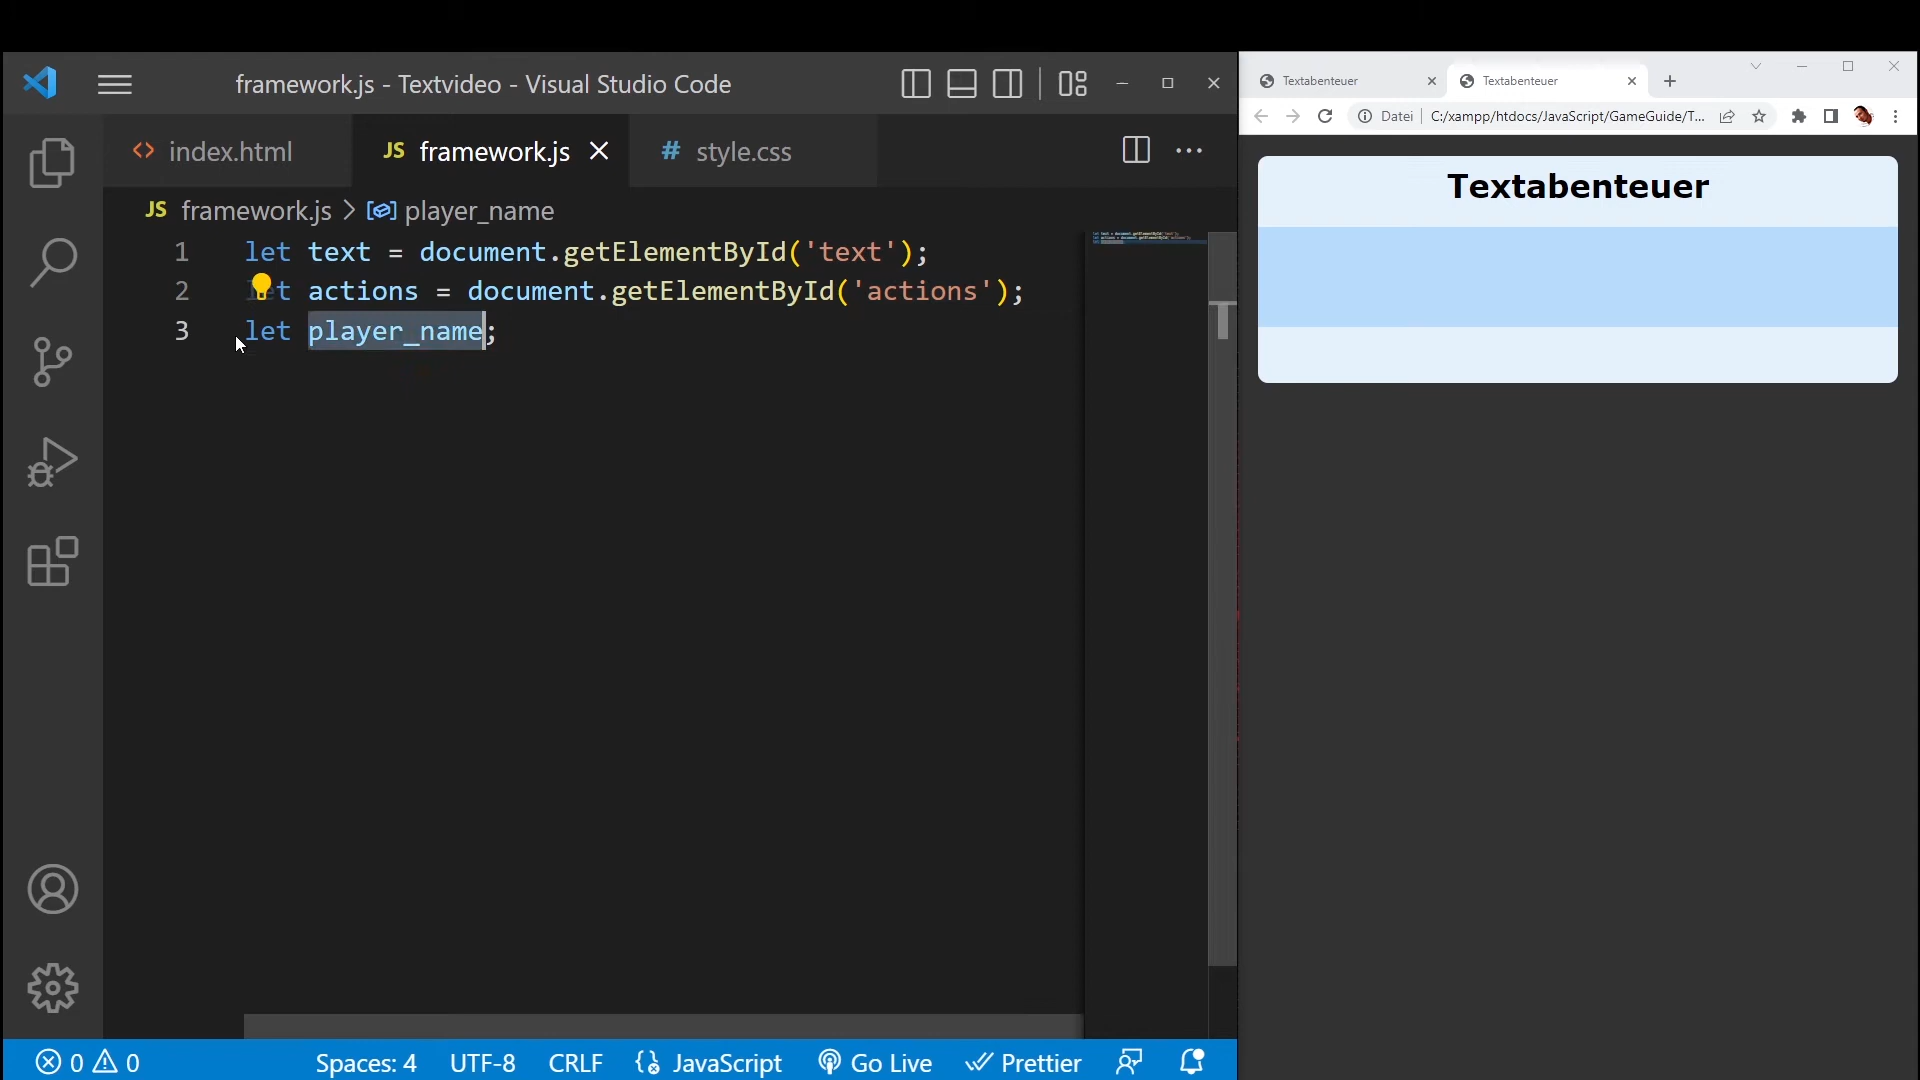 framework.js - Textvideo - Visual Studio Code
index.html
JS framework.js
# style.css
JS framework.js > player_name
1 let text = document.getElementById('text');
2 let actions = document.getElementById('actions');
3 let player_name;
0 0 Spaces: 4 UTF-8 CRLF JavaScript Go Live Prettier
Textabenteuer
Textabenteuer
Datei C:/xampp/htdocs/JavaScript/GameGuide/T...
Textabenteuer